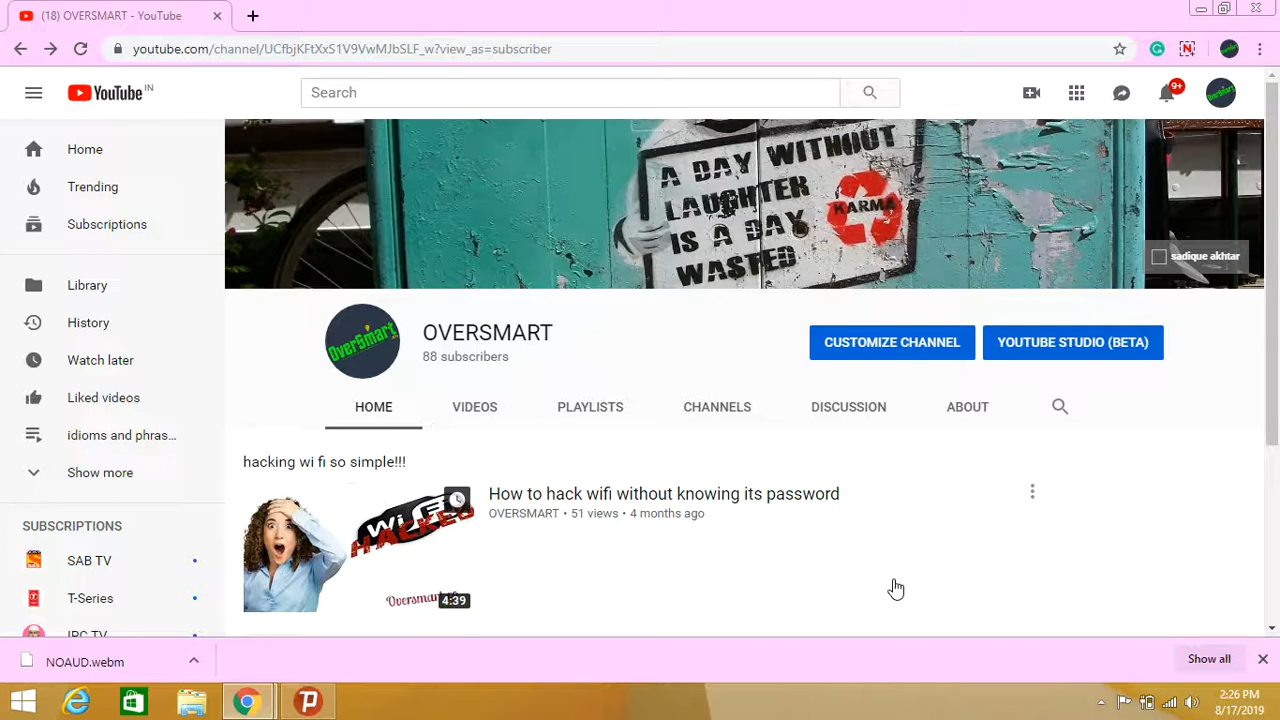 (18) OVERSMART - YouTube
youtube.com/channel/UCfbjKFtXxS1V9VwMJbSLF_w?view_as=subscriber
YouTube IN
Search
9+
Home
Trending
Subscriptions
Library
History
Watch later
Liked videos
idioms and phras...
Show more
SUBSCRIPTIONS
SAB TV
T-Series
A DAY WITHOUT
LAUGHTER
IS A DAY
WASTED
KARMA
sadique akhtar
OverSmart
OVERSMART
88 subscribers
CUSTOMIZE CHANNEL
YOUTUBE STUDIO (BETA)
HOME
VIDEOS
PLAYLISTS
CHANNELS
DISCUSSION
ABOUT
hacking wi fi so simple!!!
Wi Fi
HACKED
4:39
How to hack wifi without knowing its password
OVERSMART • 51 views • 4 months ago
NOAUD.webm
Show all
2:26 PM
8/17/2019